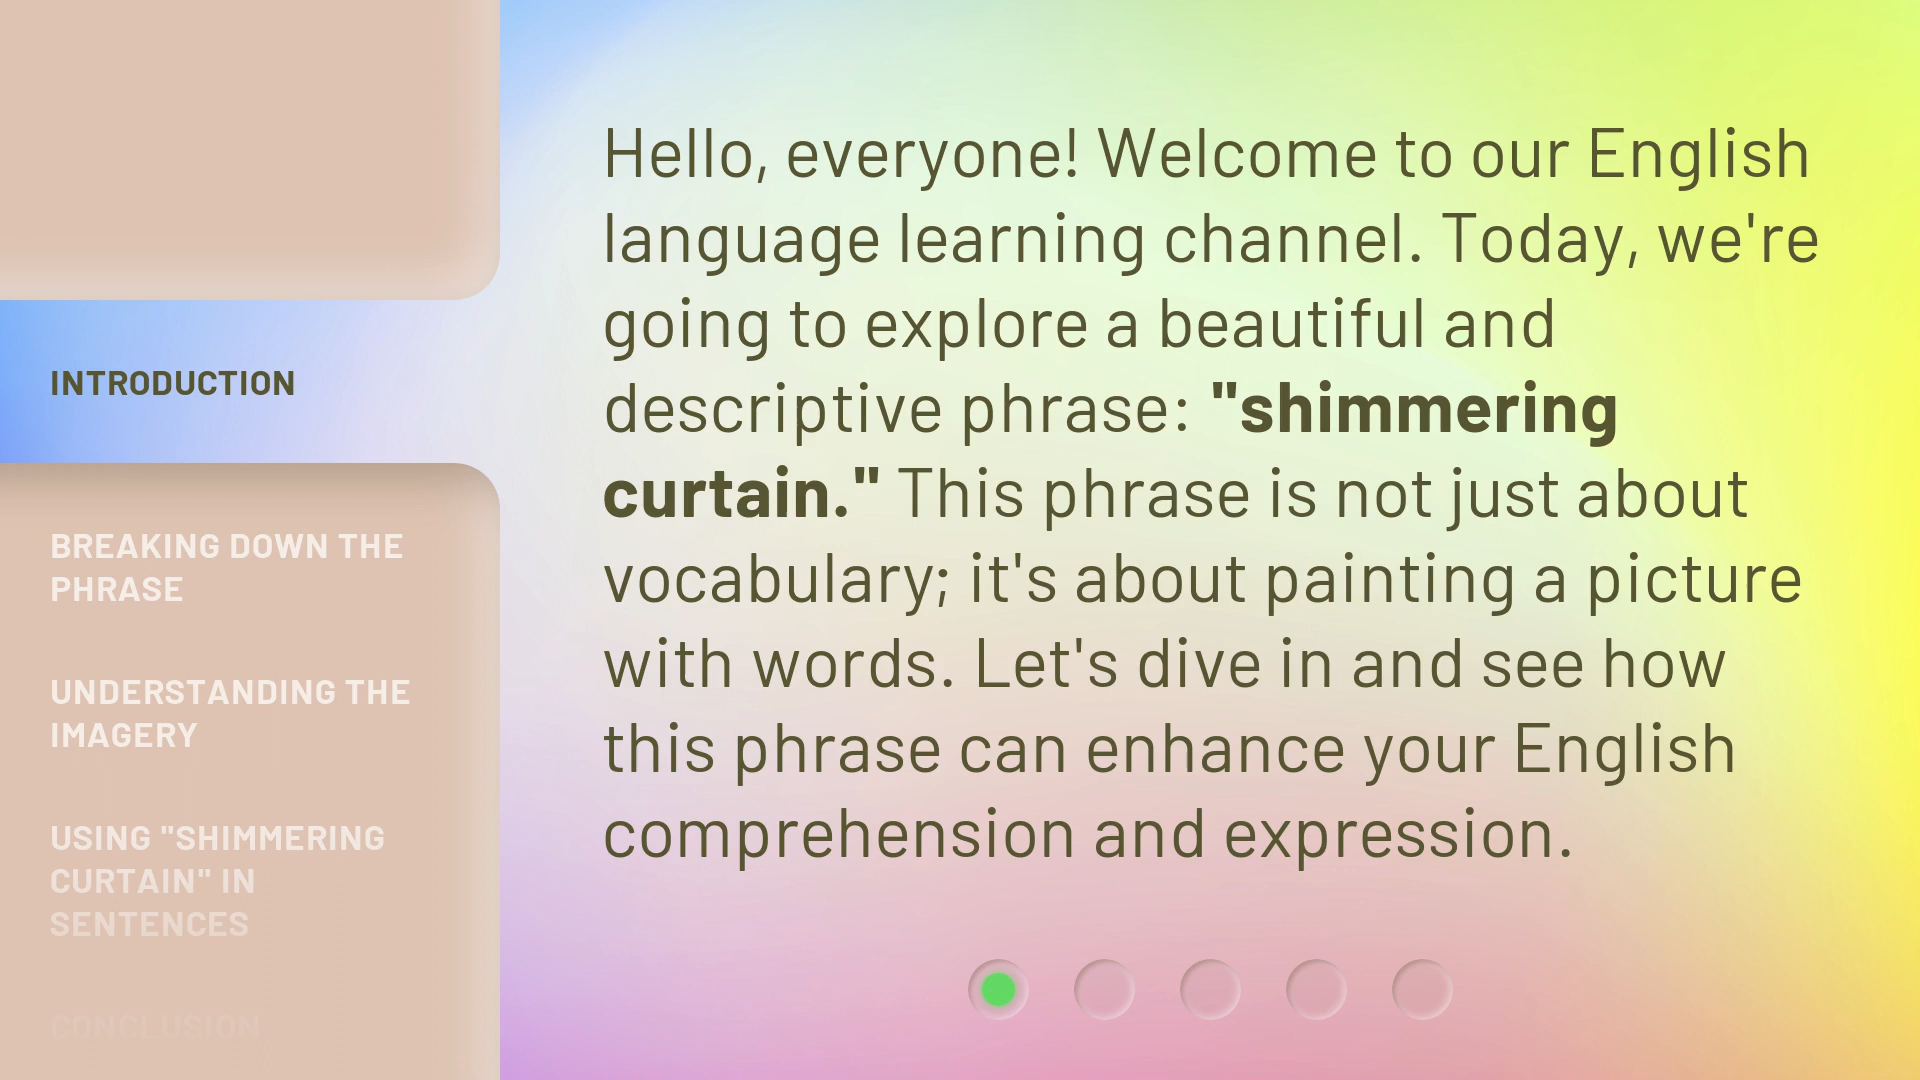 INTRODUCTION
BREAKING DOWN THE
PHRASE
UNDERSTANDING THE
IMAGERY
USING "SHIMMERING
CURTAIN" IN
SENTENCES
CONCLUSION
Hello, everyone! Welcome to our English
language learning channel. Today, we're
going to explore a beautiful and
descriptive phrase: "shimmering
curtain." This phrase is not just about
vocabulary; it's about painting a picture
with words. Let's dive in and see how
this phrase can enhance your English
comprehension and expression.